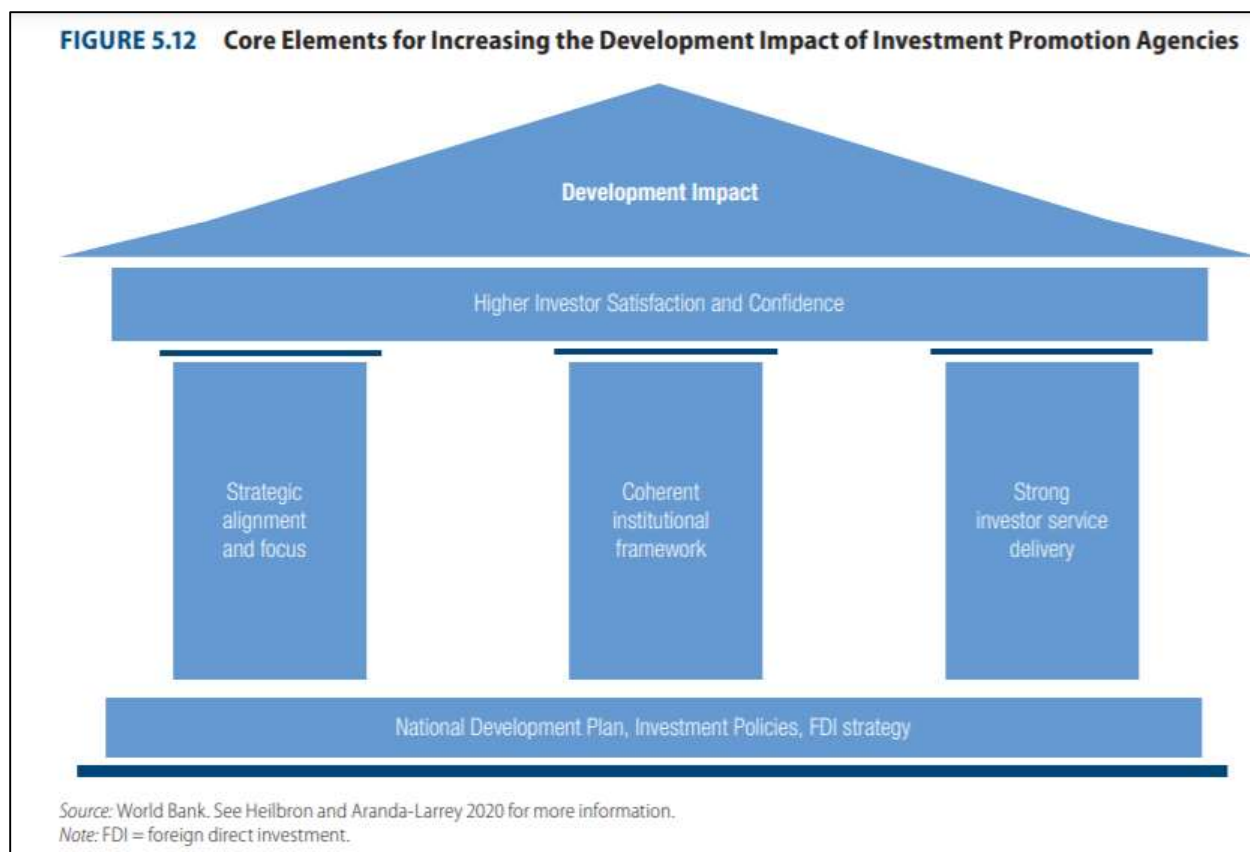 FIGURE 5.12 Core Elements for Increasing the Development Impact of Investment Promotion Agencies
Development Impact
Higher Investor Satisfaction and Confidence
Strategic
alignment
and focus
Coherent
institutional
framework
Strong
investor service
delivery
National Development Plan, Investment Policies, FDI strategy
Source: World Bank. See Heilbron and Aranda-Larrey 2020 for more information.
Note: FDI = foreign direct investment.